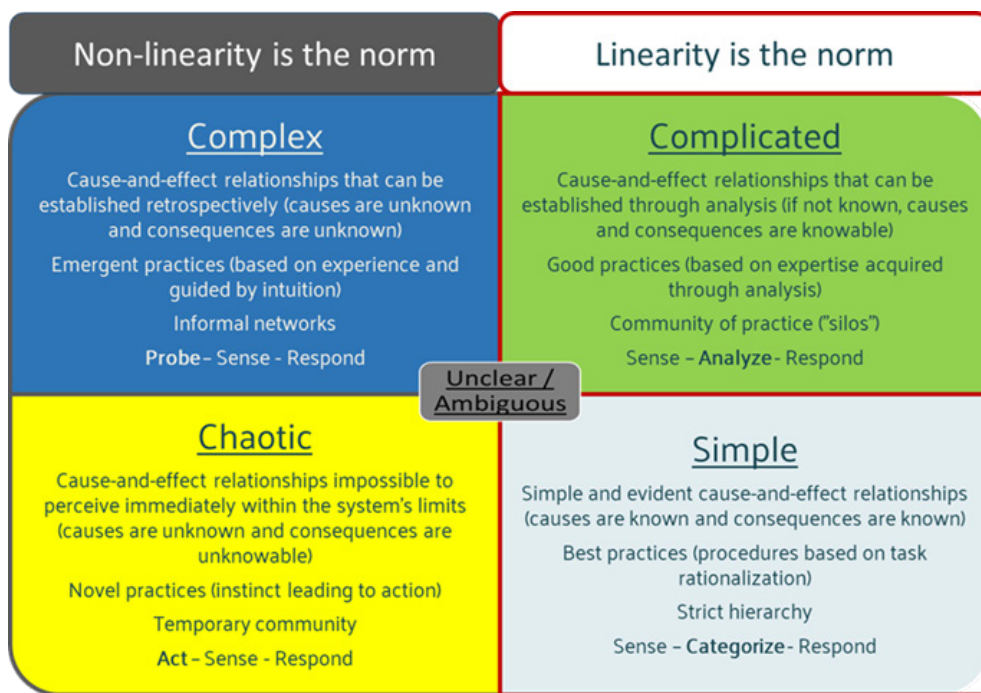 Non-linearity is the norm
Linearity is the norm
Complex
Cause-and-effect relationships that can be
established retrospectively (causes are unknown
and consequences are unknown)
Emergent practices (based on experience and
guided by intuition)
Informal networks
Probe – Sense - Respond
Complicated
Cause-and-effect relationships that can be
established through analysis (if not known, causes
and consequences are knowable)
Good practices (based on expertise acquired
through analysis)
Community of practice ("silos")
Sense – Analyze - Respond
Unclear /
Ambiguous
Chaotic
Cause-and-effect relationships impossible to
perceive immediately within the system's limits
(causes are unknown and consequences are
unknowable)
Novel practices (instinct leading to action)
Temporary community
Act – Sense - Respond
Simple
Simple and evident cause-and-effect relationships
(causes are known and consequences are known)
Best practices (procedures based on task
rationalization)
Strict hierarchy
Sense – Categorize - Respond